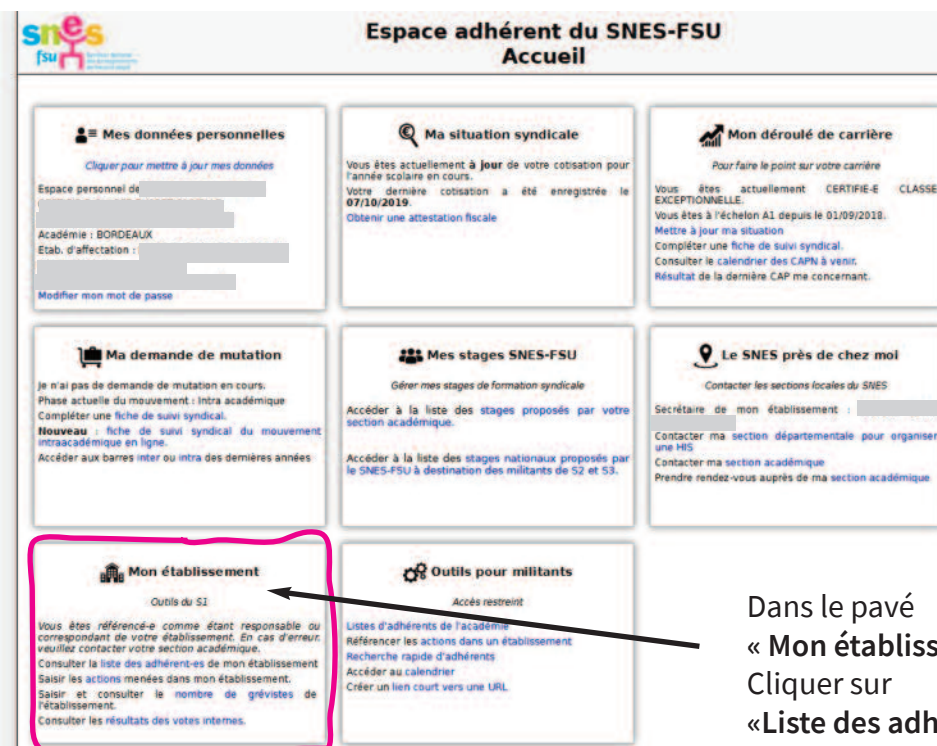 snes
fsu
Espace adhérent du SNES-FSU
Accueil
Mes données personnelles
Cliquer pour mettre à jour mes données
Espace personnel de
Académie : BORDEAUX
Etab. d'affectation :
Modifier mon mot de passe
Ma situation syndicale
Vous êtes actuellement à jour de votre cotisation pour
l'année scolaire en cours.
Votre dernière cotisation a été enregistrée le
07/10/2019.
Obtenir une attestation fiscale
Mon déroulé de carrière
Pour faire le point sur votre carrière
Vous êtes actuellement CERTIFIE-E CLASSE
EXCEPTIONNELLE.
Vous êtes à l'échelon A1 depuis le 01/09/2018.
Mettre à jour ma situation
Compléter une fiche de suivi syndical.
Consulter le calendrier des CAPN à venir.
Résultat de la dernière CAP me concernant.
Ma demande de mutation
Je n'ai pas de demande de mutation en cours.
Phase actuelle du mouvement : Intra académique
Compléter une fiche de suivi syndical.
Nouveau : fiche de suivi syndical du mouvement
intraacadémique en ligne.
Accéder aux barres inter ou intra des dernières années
Mes stages SNES-FSU
Gérer mes stages de formation syndicale
Accéder à la liste des stages proposés par votre
section académique.
Accéder à la liste des stages nationaux proposés par
le SNES-FSU à destination des militants de S2 et S3.
Le SNES près de chez moi
Contacter les sections locales du SNES
Secrétaire de mon établissement :
Contacter ma section départementale pour organiser
une HIS
Contacter ma section académique
Prendre rendez-vous auprès de ma section académique
Mon établissement
Outils du S1
Vous êtes référencé-e comme étant responsable ou
correspondant de votre établissement. En cas d'erreur,
veuillez contacter votre section académique.
Consulter la liste des adhérent-es de mon établissement
Saisir les actions menées dans mon établissement.
Saisir et consulter le nombre de grévistes de
l'établissement.
Consulter les résultats des votes internes.
Outils pour militants
Accès restreint
Listes d'adhérents de l'académie
Référencer les actions dans un établissement
Recherche rapide d'adhérents
Accéder au calendrier
Créer un lien court vers une URL
Dans le pavé
« Mon établiss
Cliquer sur
«Liste des adh